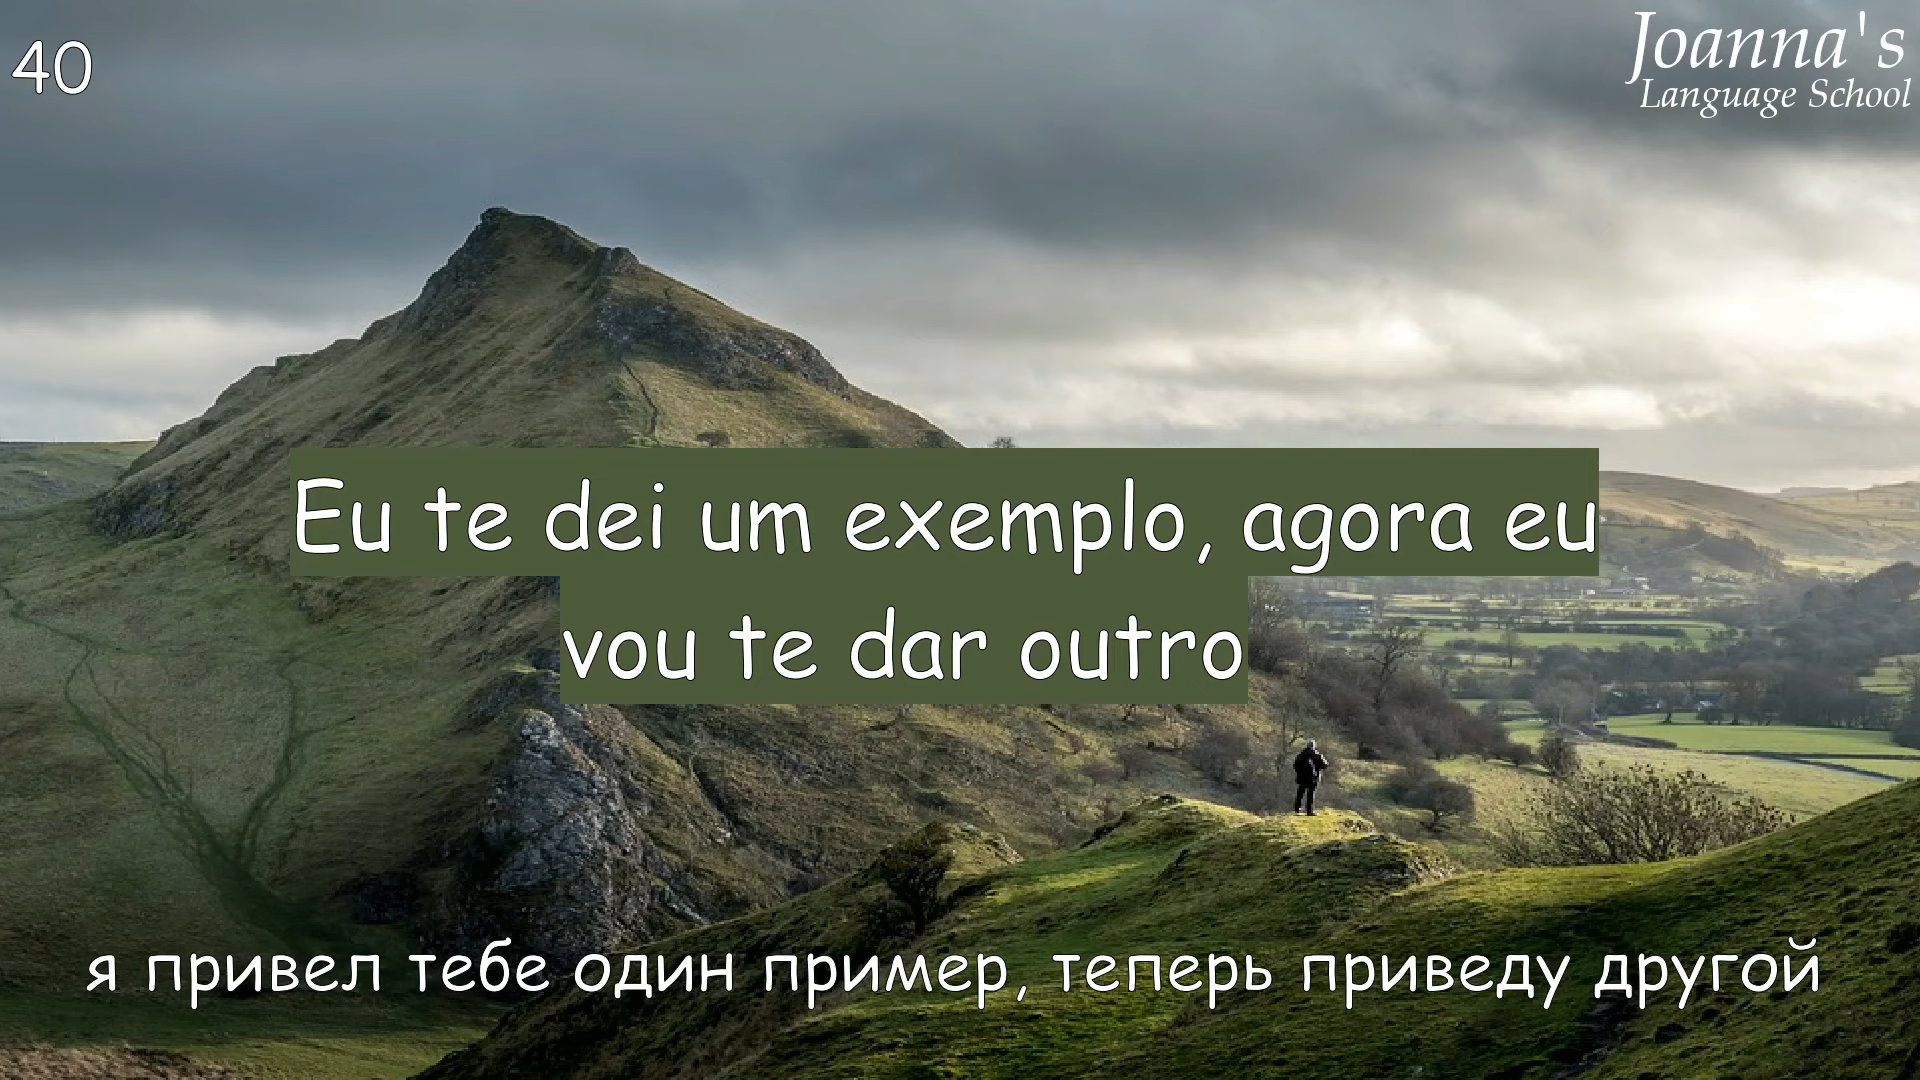 40
Joanna's
Language School
Eu te dei um exemplo, agora eu
vou te dar outro
я привел тебе один пример, теперь приведу другой